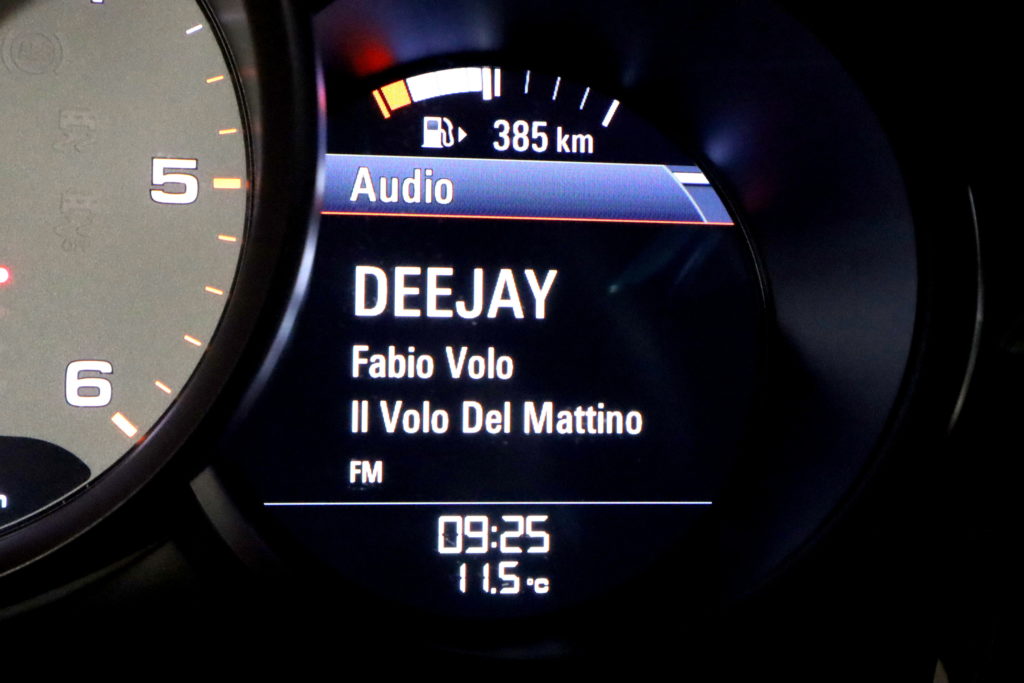 5
6
385 km
Audio
DEEJAY
Fabio Volo
Il Volo Del Mattino
FM
09:25
11.5 °C